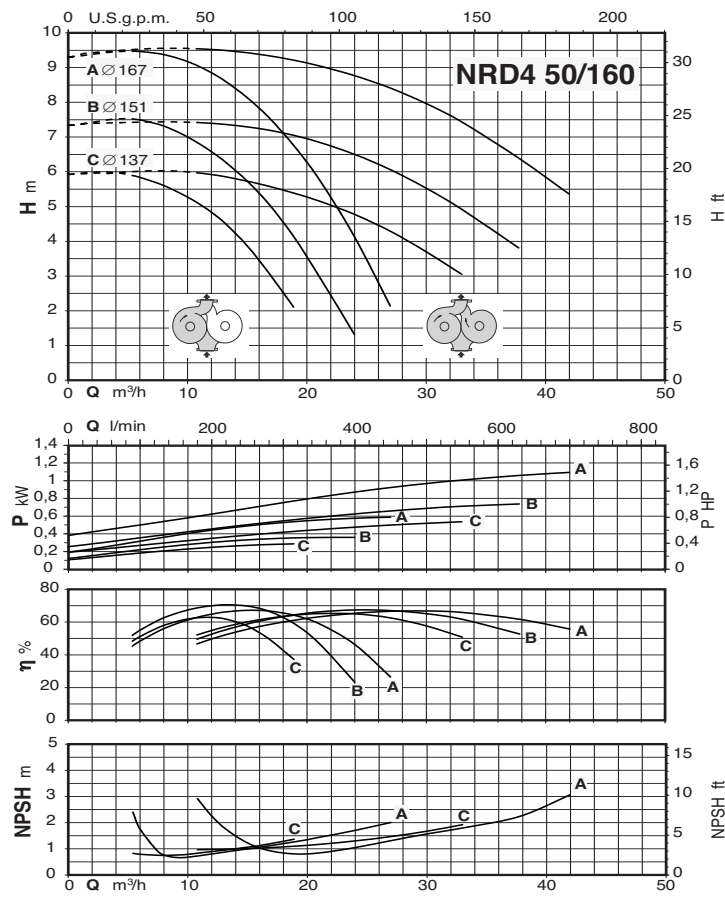 0 U.S.g.p.m. 50 100 150 200
NRD4 50/160
10
9
8
7
6
5
4
3
2
1
0
H m
30
25
20
15
10
5
0
H ft
A ∅ 167
B ∅ 151
C ∅ 137
0 Q m³/h 10 20 30 40 50
0 Q l/min 200 400 600 800
1,4
1,2
1
0,8
0,6
0,4
0,2
0
P kW
1,6
1,2
0,8
0,4
0
P HP
A
B
A
C
B
C
80
60
40
20
0
η %
C
B
A
C
B
A
5
4
3
2
1
0
NPSH m
15
10
5
0
NPSH ft
C
A
C
A
0 Q m³/h 10 20 30 40 50